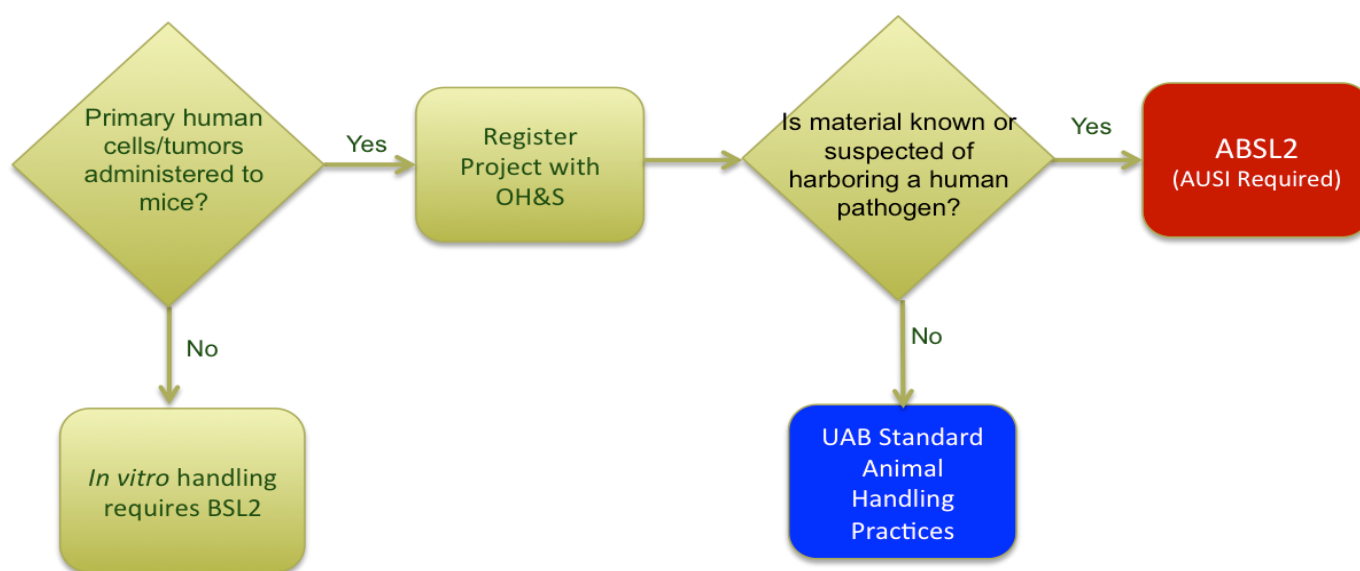 Primary human
cells/tumors
administered to
mice?
Yes
Register
Project with
OH&S
Is material known or
suspected of
harboring a human
pathogen?
Yes
ABSL2
(AUSI Required)
No
In vitro handling
requires BSL2
No
UAB Standard
Animal
Handling
Practices